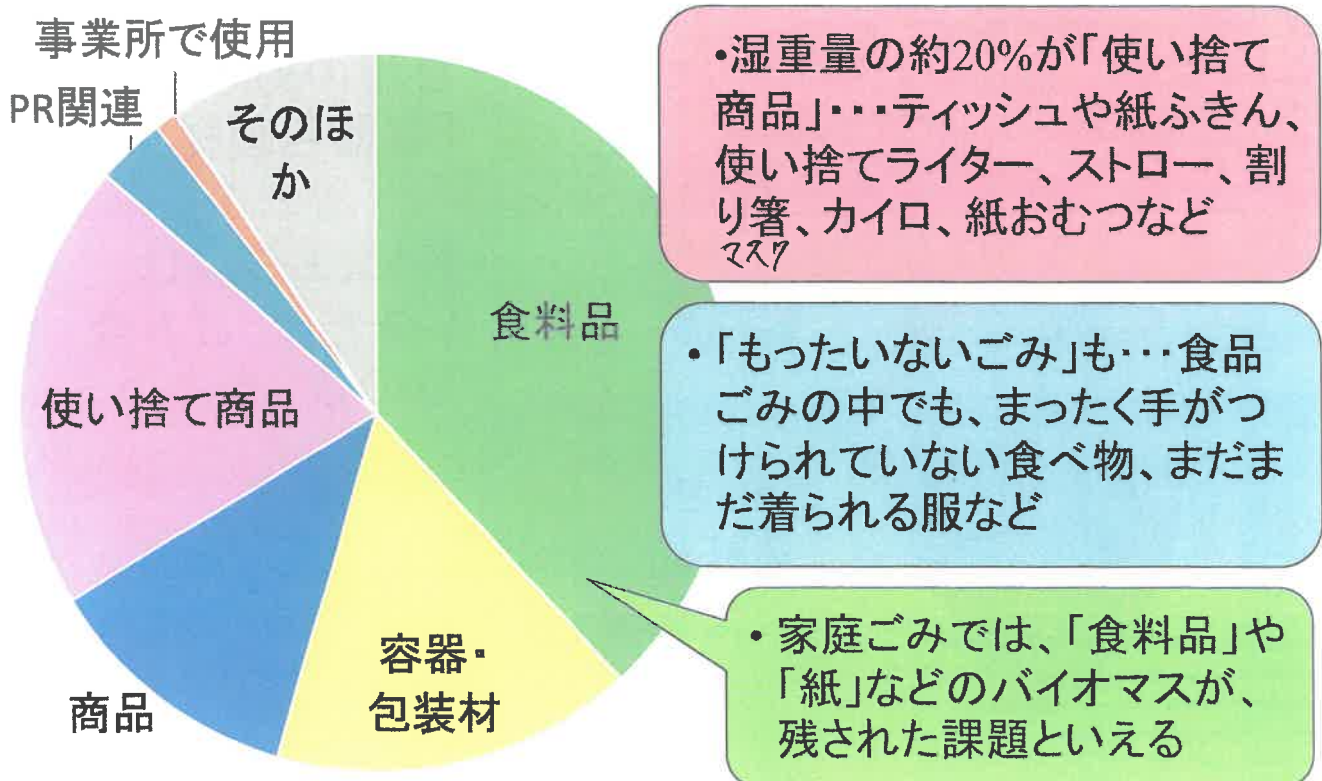 事業所で使用
PR関連
そのほ
か
食料品
使い捨て商品
商品
容器・
包装材
・湿重量の約20%が「使い捨て
商品」・・・ティッシュや紙ふきん、
使い捨てライター、ストロー、割
り箸、カイロ、紙おむつなど
マスク
・「もったいないごみ」も・・・食品
ごみの中でも、まったく手がつ
けられていない食べ物、まだま
だ着られる服など
・家庭ごみでは、「食料品」や
「紙」などのバイオマスが、
残された課題といえる